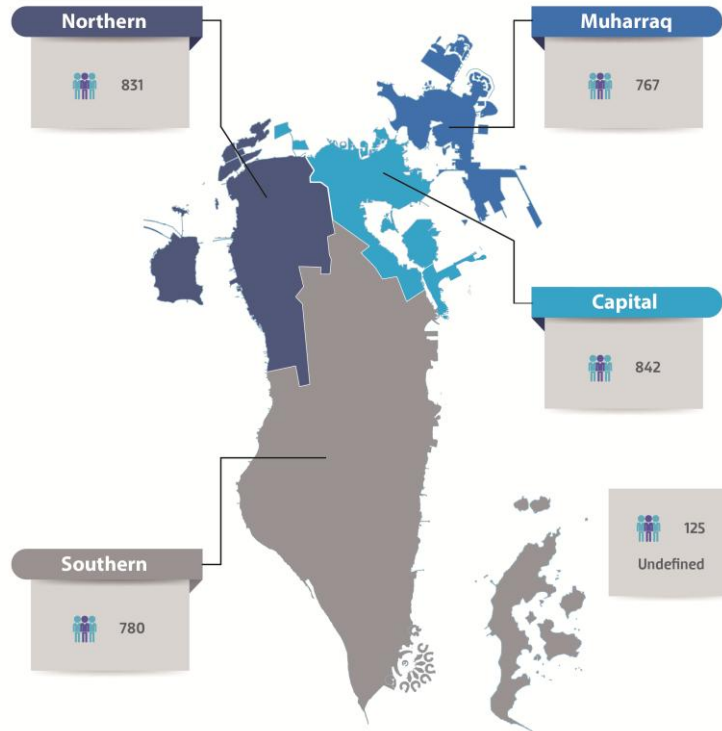 Northern
831
Muharraq
767
Capital
842
Southern
780
125
Undefined